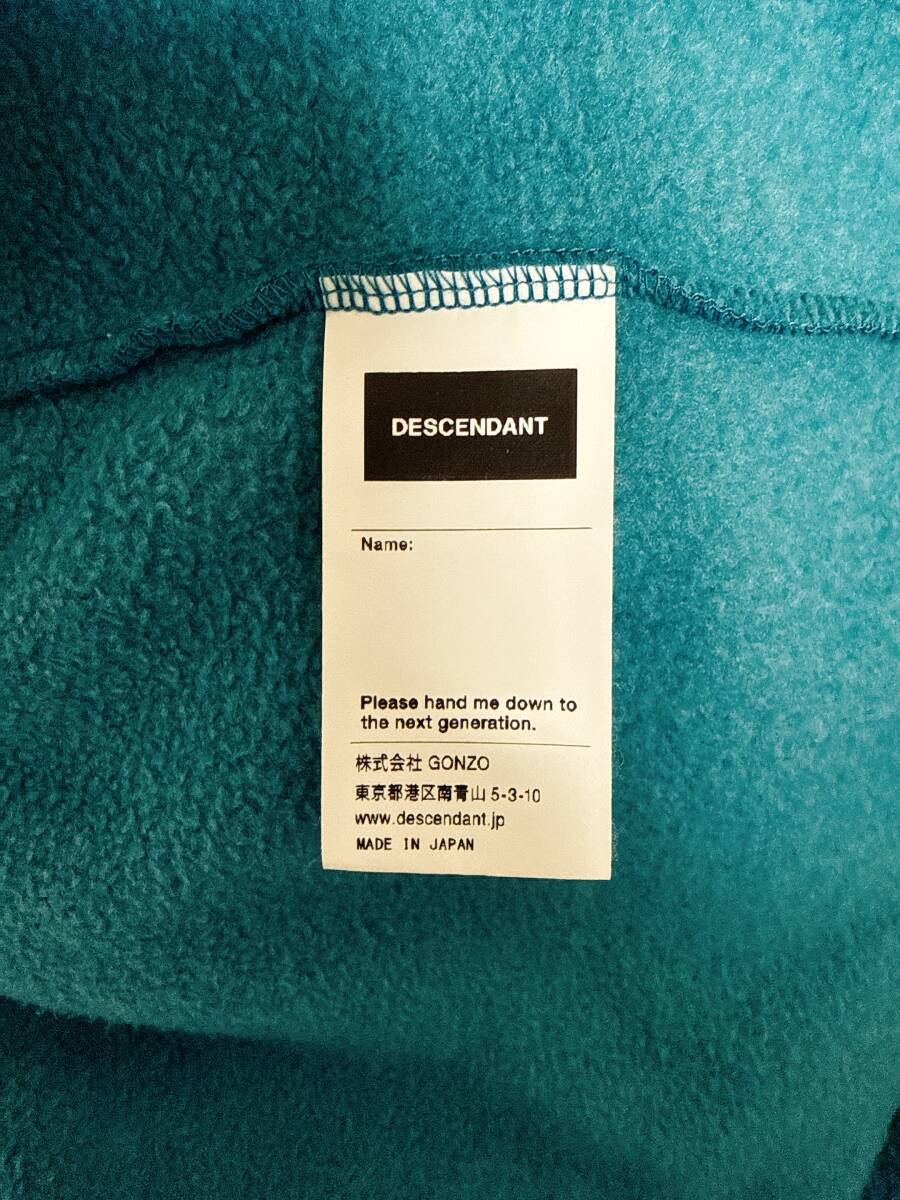 DESCENDANT
Name:
Please hand me down to
the next generation.
株式会社 GONZO
東京都港区南青山 5-3-10
www.descendant.jp
MADE IN JAPAN